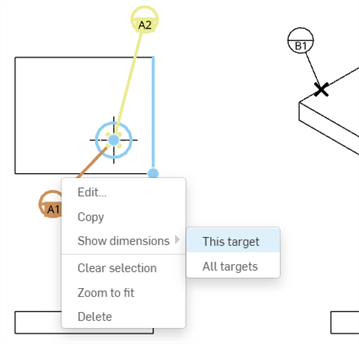 A2
B1
A1
Edit...
Copy
Show dimensions
This target
All targets
Clear selection
Zoom to fit
Delete